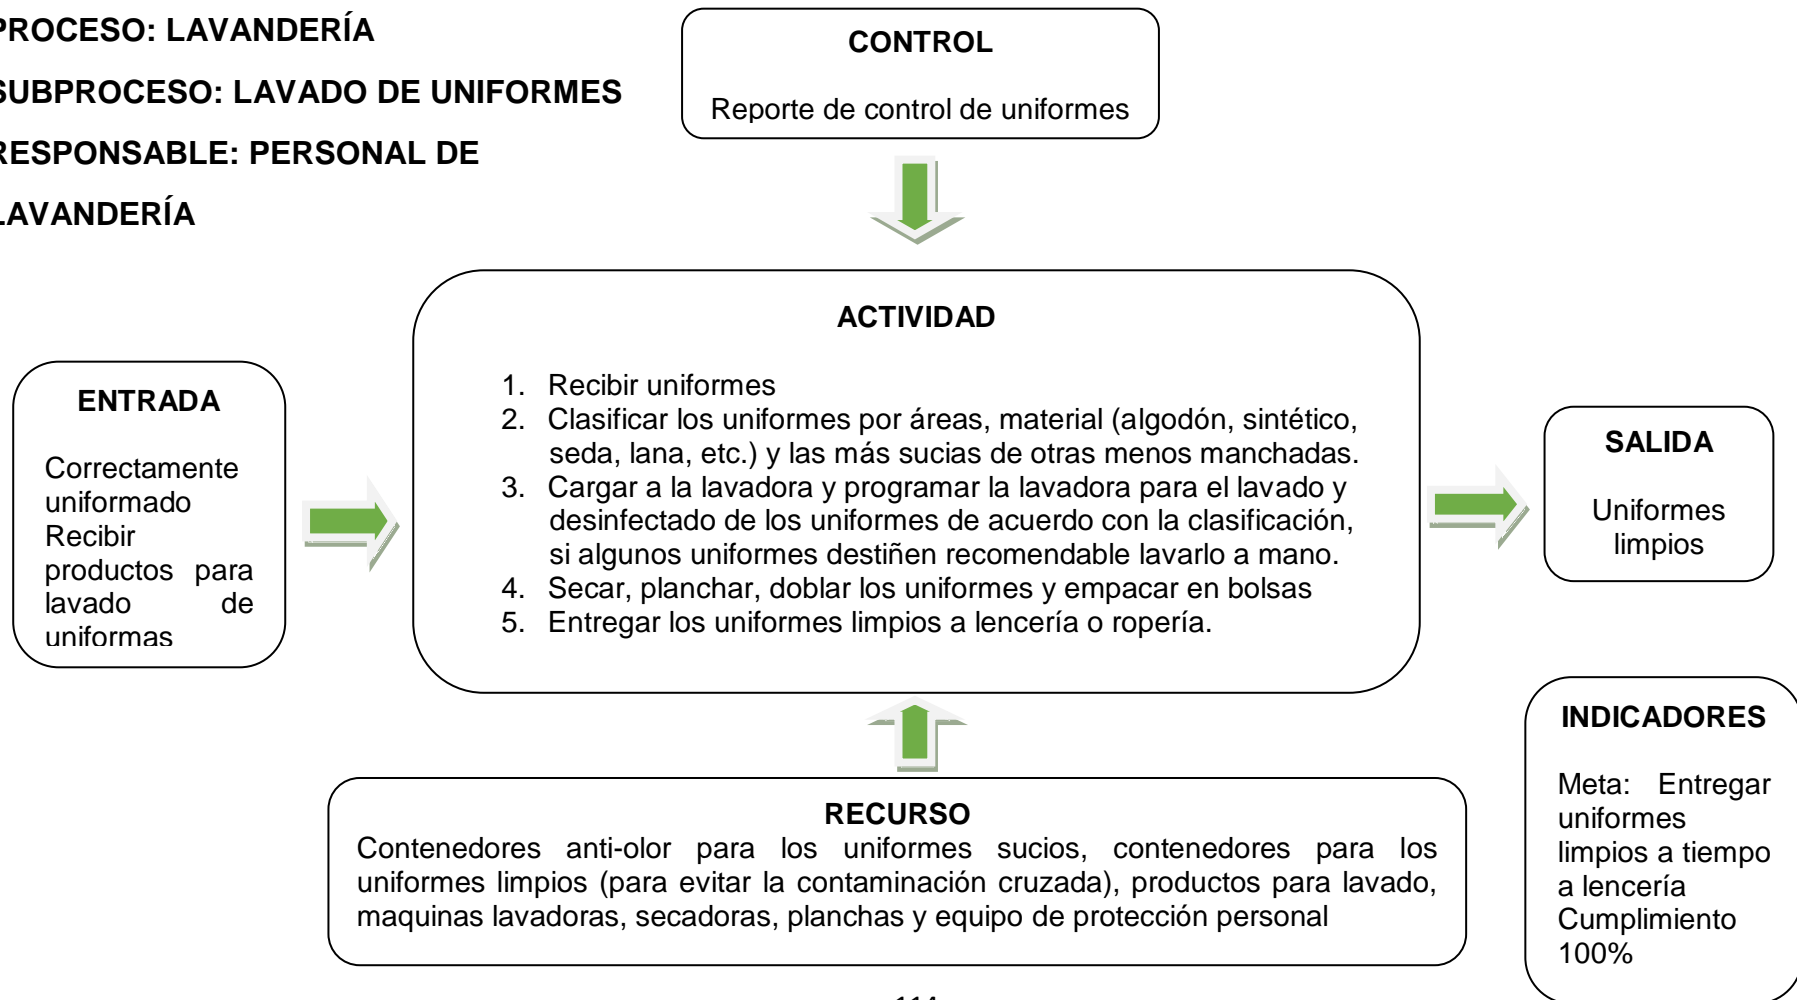 PROCESO: LAVANDERÍA
SUBPROCESO: LAVADO DE UNIFORMES
RESPONSABLE: PERSONAL DE
LAVANDERÍA
CONTROL
Reporte de control de uniformes
ACTIVIDAD
1. Recibir uniformes
2. Clasificar los uniformes por áreas, material (algodón, sintético,
seda, lana, etc.) y las más sucias de otras menos manchadas.
3. Cargar a la lavadora y programar la lavadora para el lavado y
desinfectado de los uniformes de acuerdo con la clasificación,
si algunos uniformes destiñen recomendable lavarlo a mano.
4. Secar, planchar, doblar los uniformes y empacar en bolsas
5. Entregar los uniformes limpios a lencería o ropería.
ENTRADA
Correctamente
uniformado
Recibir
productos para
lavado de
uniformas
SALIDA
Uniformes
limpios
RECURSO
Contenedores anti-olor para los uniformes sucios, contenedores para los
uniformes limpios (para evitar la contaminación cruzada), productos para lavado,
maquinas lavadoras, secadoras, planchas y equipo de protección personal
INDICADORES
Meta: Entregar
uniformes
limpios a tiempo
a lencería
Cumplimiento
100%
114